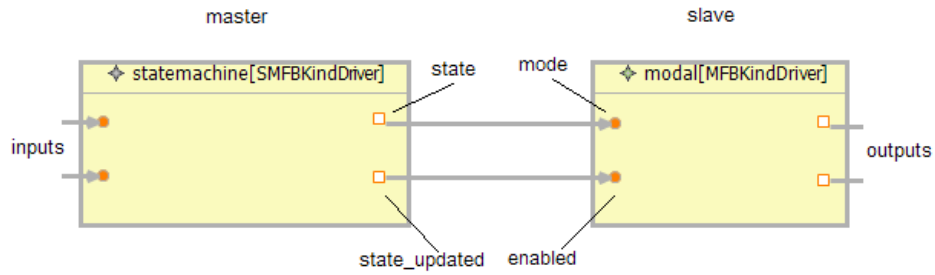 master
slave
statemachine[SMFBKindDriver]
state
mode
modal[MFBKindDriver]
inputs
outputs
state_updated
enabled